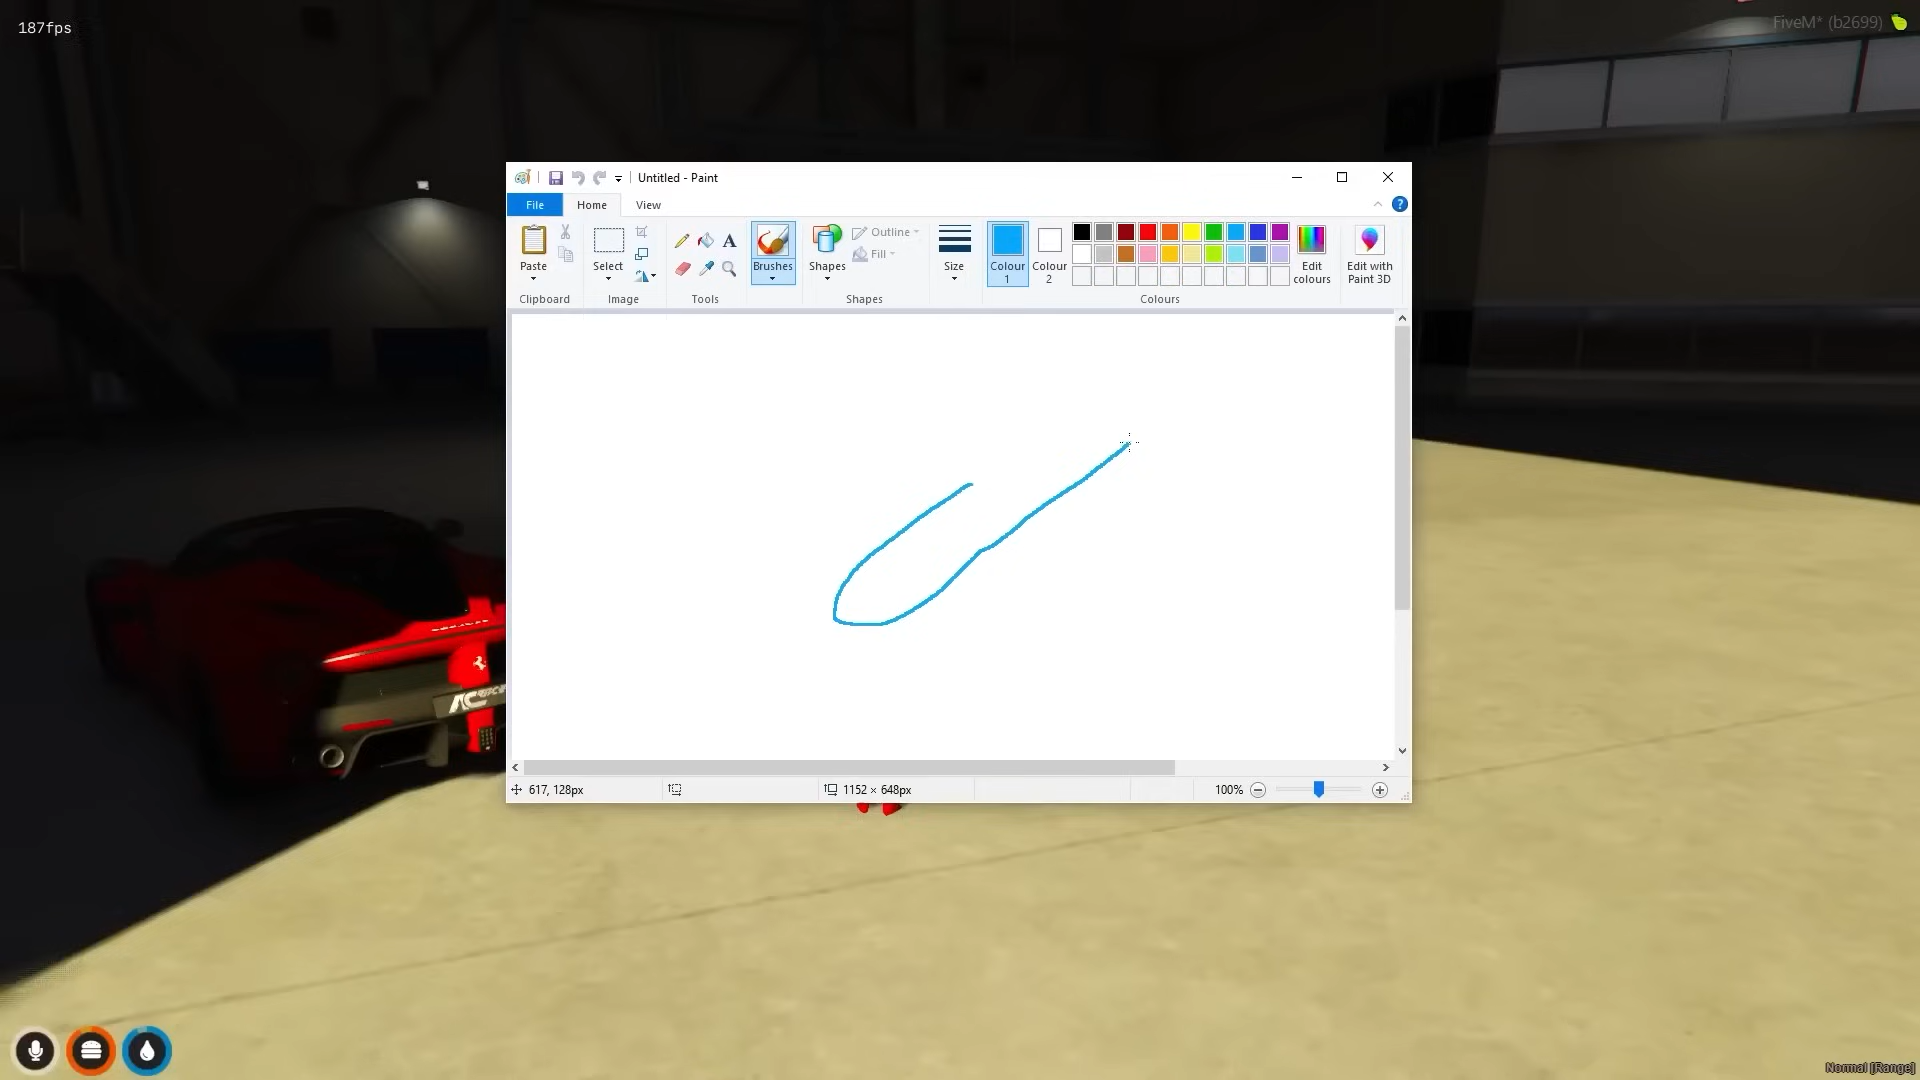 187fps
FiveM* (b2699)
Untitled - Paint
File Home View
Paste
Select
Brushes
Shapes
Outline
Fill
Size
Colour 1
Colour 2
Edit colours
Edit with Paint 3D
Clipboard Image Tools Shapes Colours
AC
617, 128px 1152 × 648px 100%
Normal [Range]